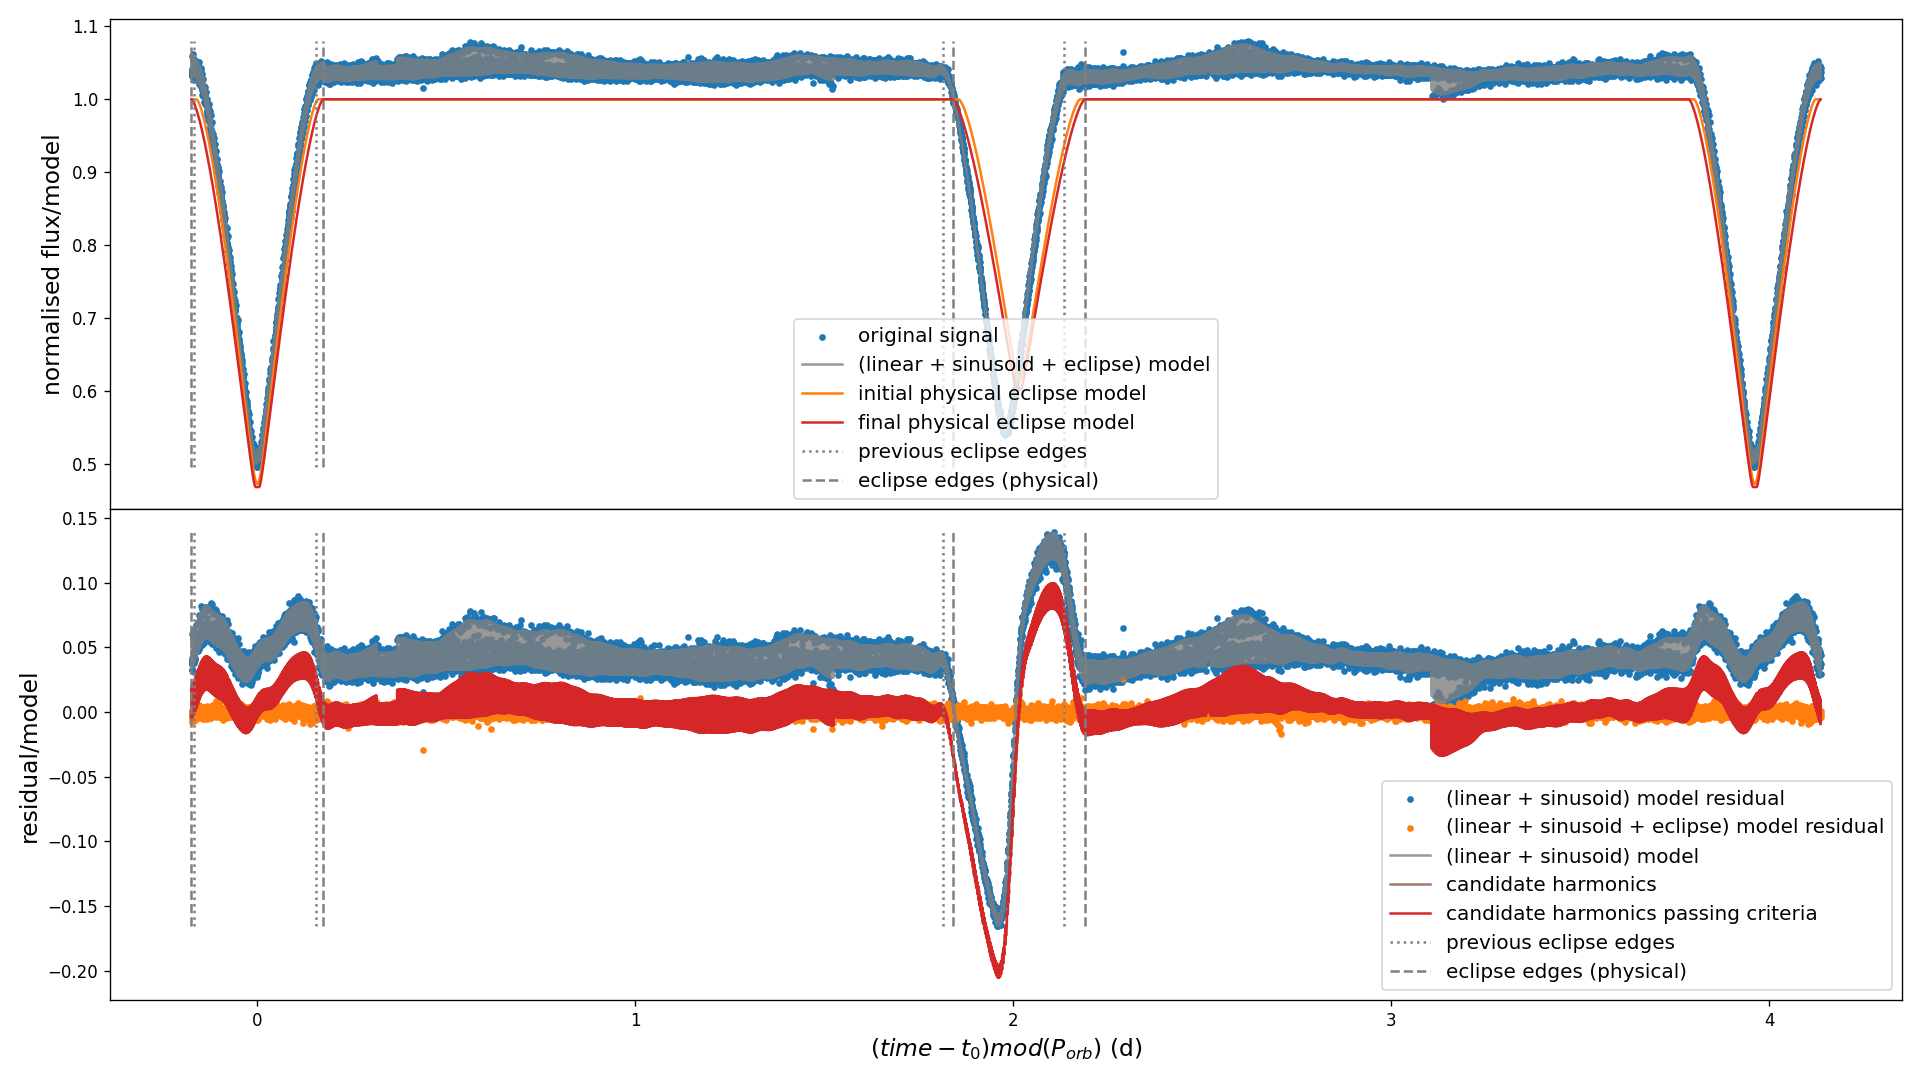 normalised flux/model
1.1
1.0
0.9
0.8
0.7
0.6
0.5
original signal
(linear + sinusoid + eclipse) model
initial physical eclipse model
final physical eclipse model
previous eclipse edges
eclipse edges (physical)
residual/model
0.15
0.10
0.05
0.00
−0.05
−0.10
−0.15
−0.20
(linear + sinusoid) model residual
(linear + sinusoid + eclipse) model residual
(linear + sinusoid) model
candidate harmonics
candidate harmonics passing criteria
previous eclipse edges
eclipse edges (physical)
0 1 2 3 4
(time − t₀)mod(Pₒᵣb) (d)